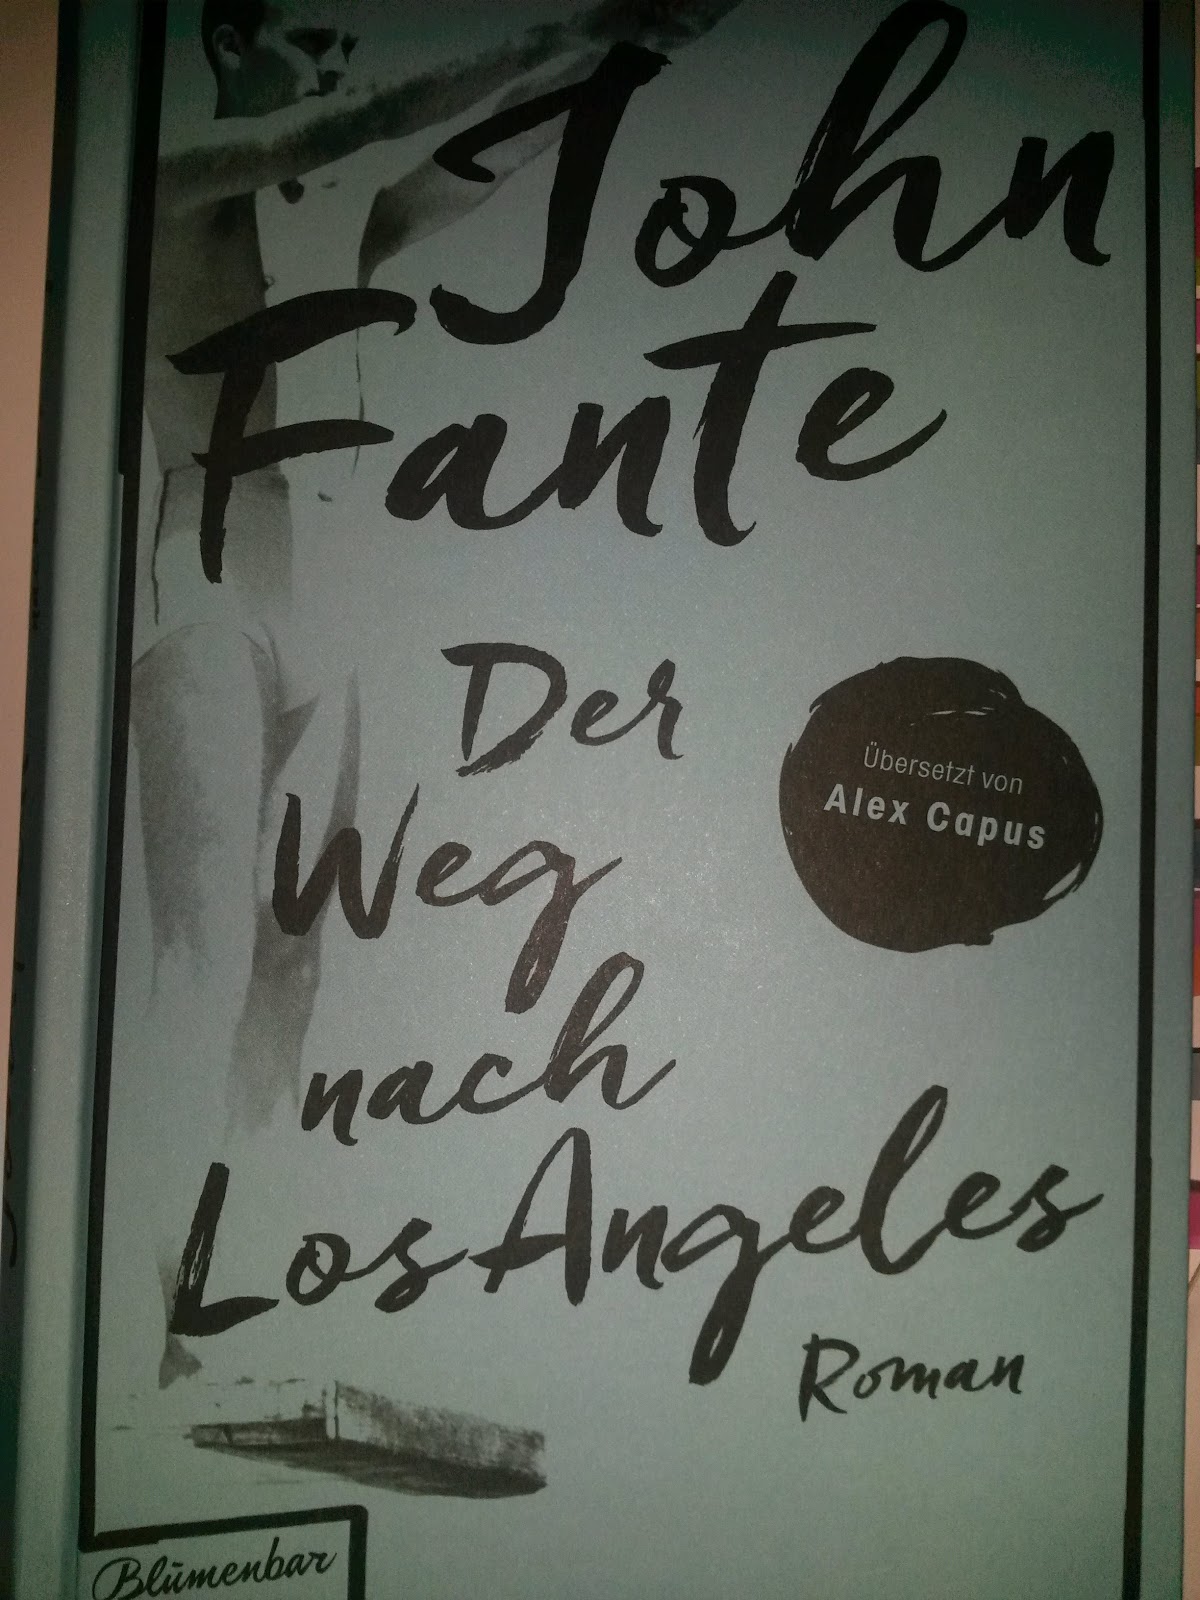 John
Fante
Der
Weg
nach
Los Angeles
Roman
Übersetzt von
Alex Capus
Blumenbar